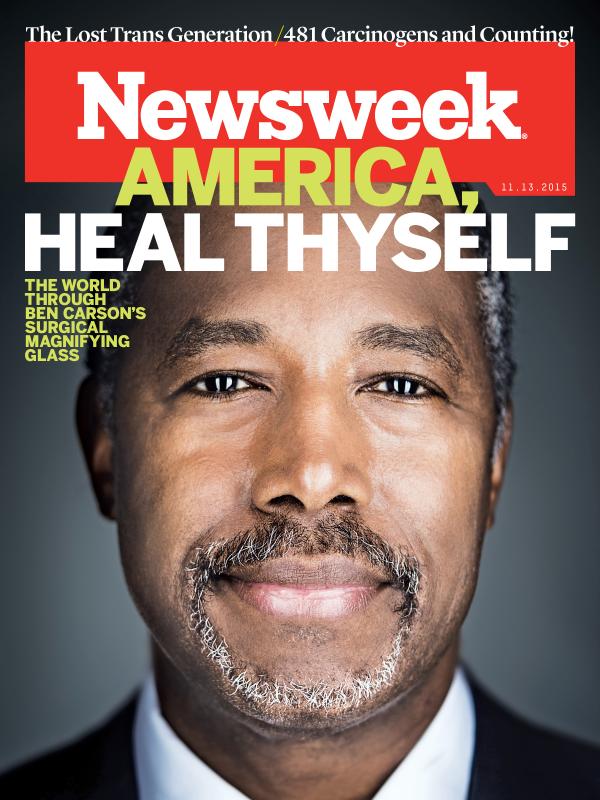 The Lost Trans Generation / 481 Carcinogens and Counting!
Newsweek®
AMERICA,
11.13.2015
HEAL THYSELF
THE WORLD
THROUGH
BEN CARSON'S
SURGICAL
MAGNIFYING
GLASS